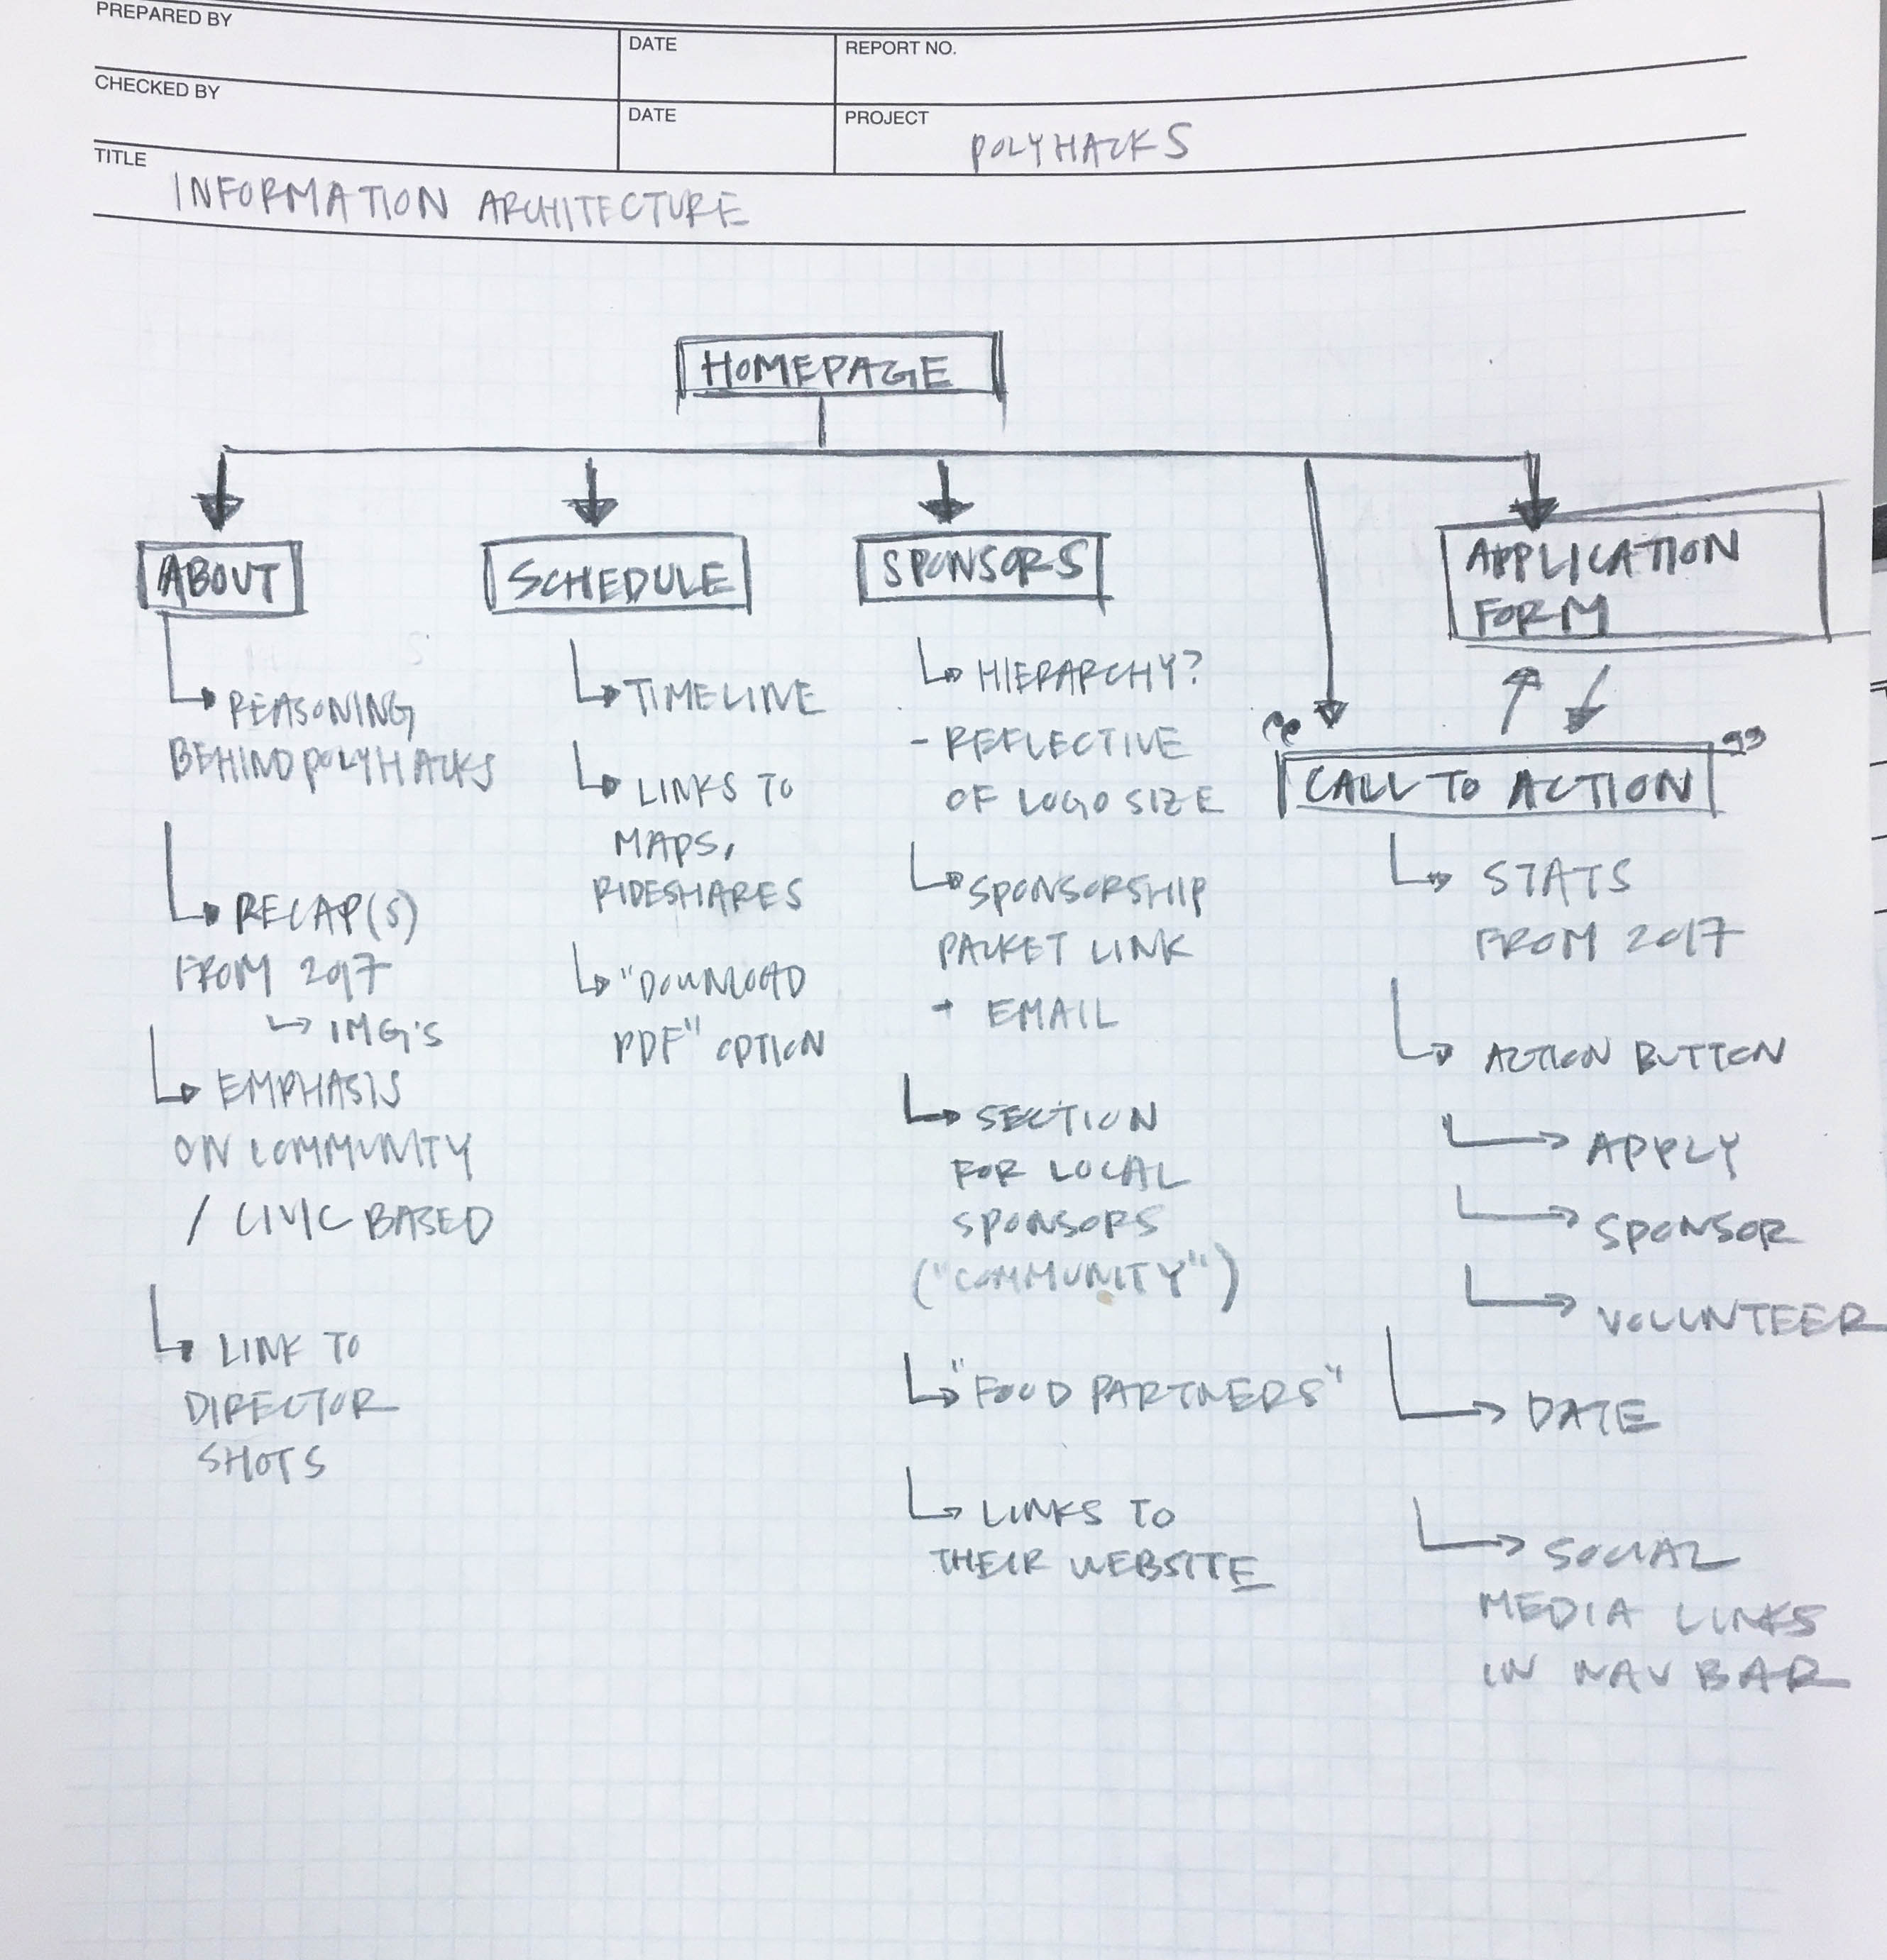 PREPARED BY
DATE
REPORT NO.
CHECKED BY
DATE
PROJECT
POLYHACKS
TITLE
INFORMATION ARCHITECTURE
HOMEPAGE
ABOUT
REASONING
BEHIND POLYHACKS
RECAP(S)
FROM 2017
IMG'S
EMPHASIS
ON COMMUNITY
/ CIVIC BASED
LINK TO
DIRECTOR
SHOTS
SCHEDULE
TIMELINE
LINKS TO
MAPS,
RIDESHARES
"DOWNLOAD
PDF" OPTION
SPONSORS
HIERARCHY?
- REFLECTIVE
OF LOGO SIZE
SPONSORSHIP
PACKET LINK
+ EMAIL
SECTION
FOR LOCAL
SPONSORS
("COMMUNITY")
"FOOD PARTNERS"
LINKS TO
THEIR WEBSITE
APPLICATION
FORM
"CALL TO ACTION"
STATS
FROM 2017
ACTION BUTTON
APPLY
SPONSOR
VOLUNTEER
DATE
SOCIAL
MEDIA LINKS
IN NAV BAR